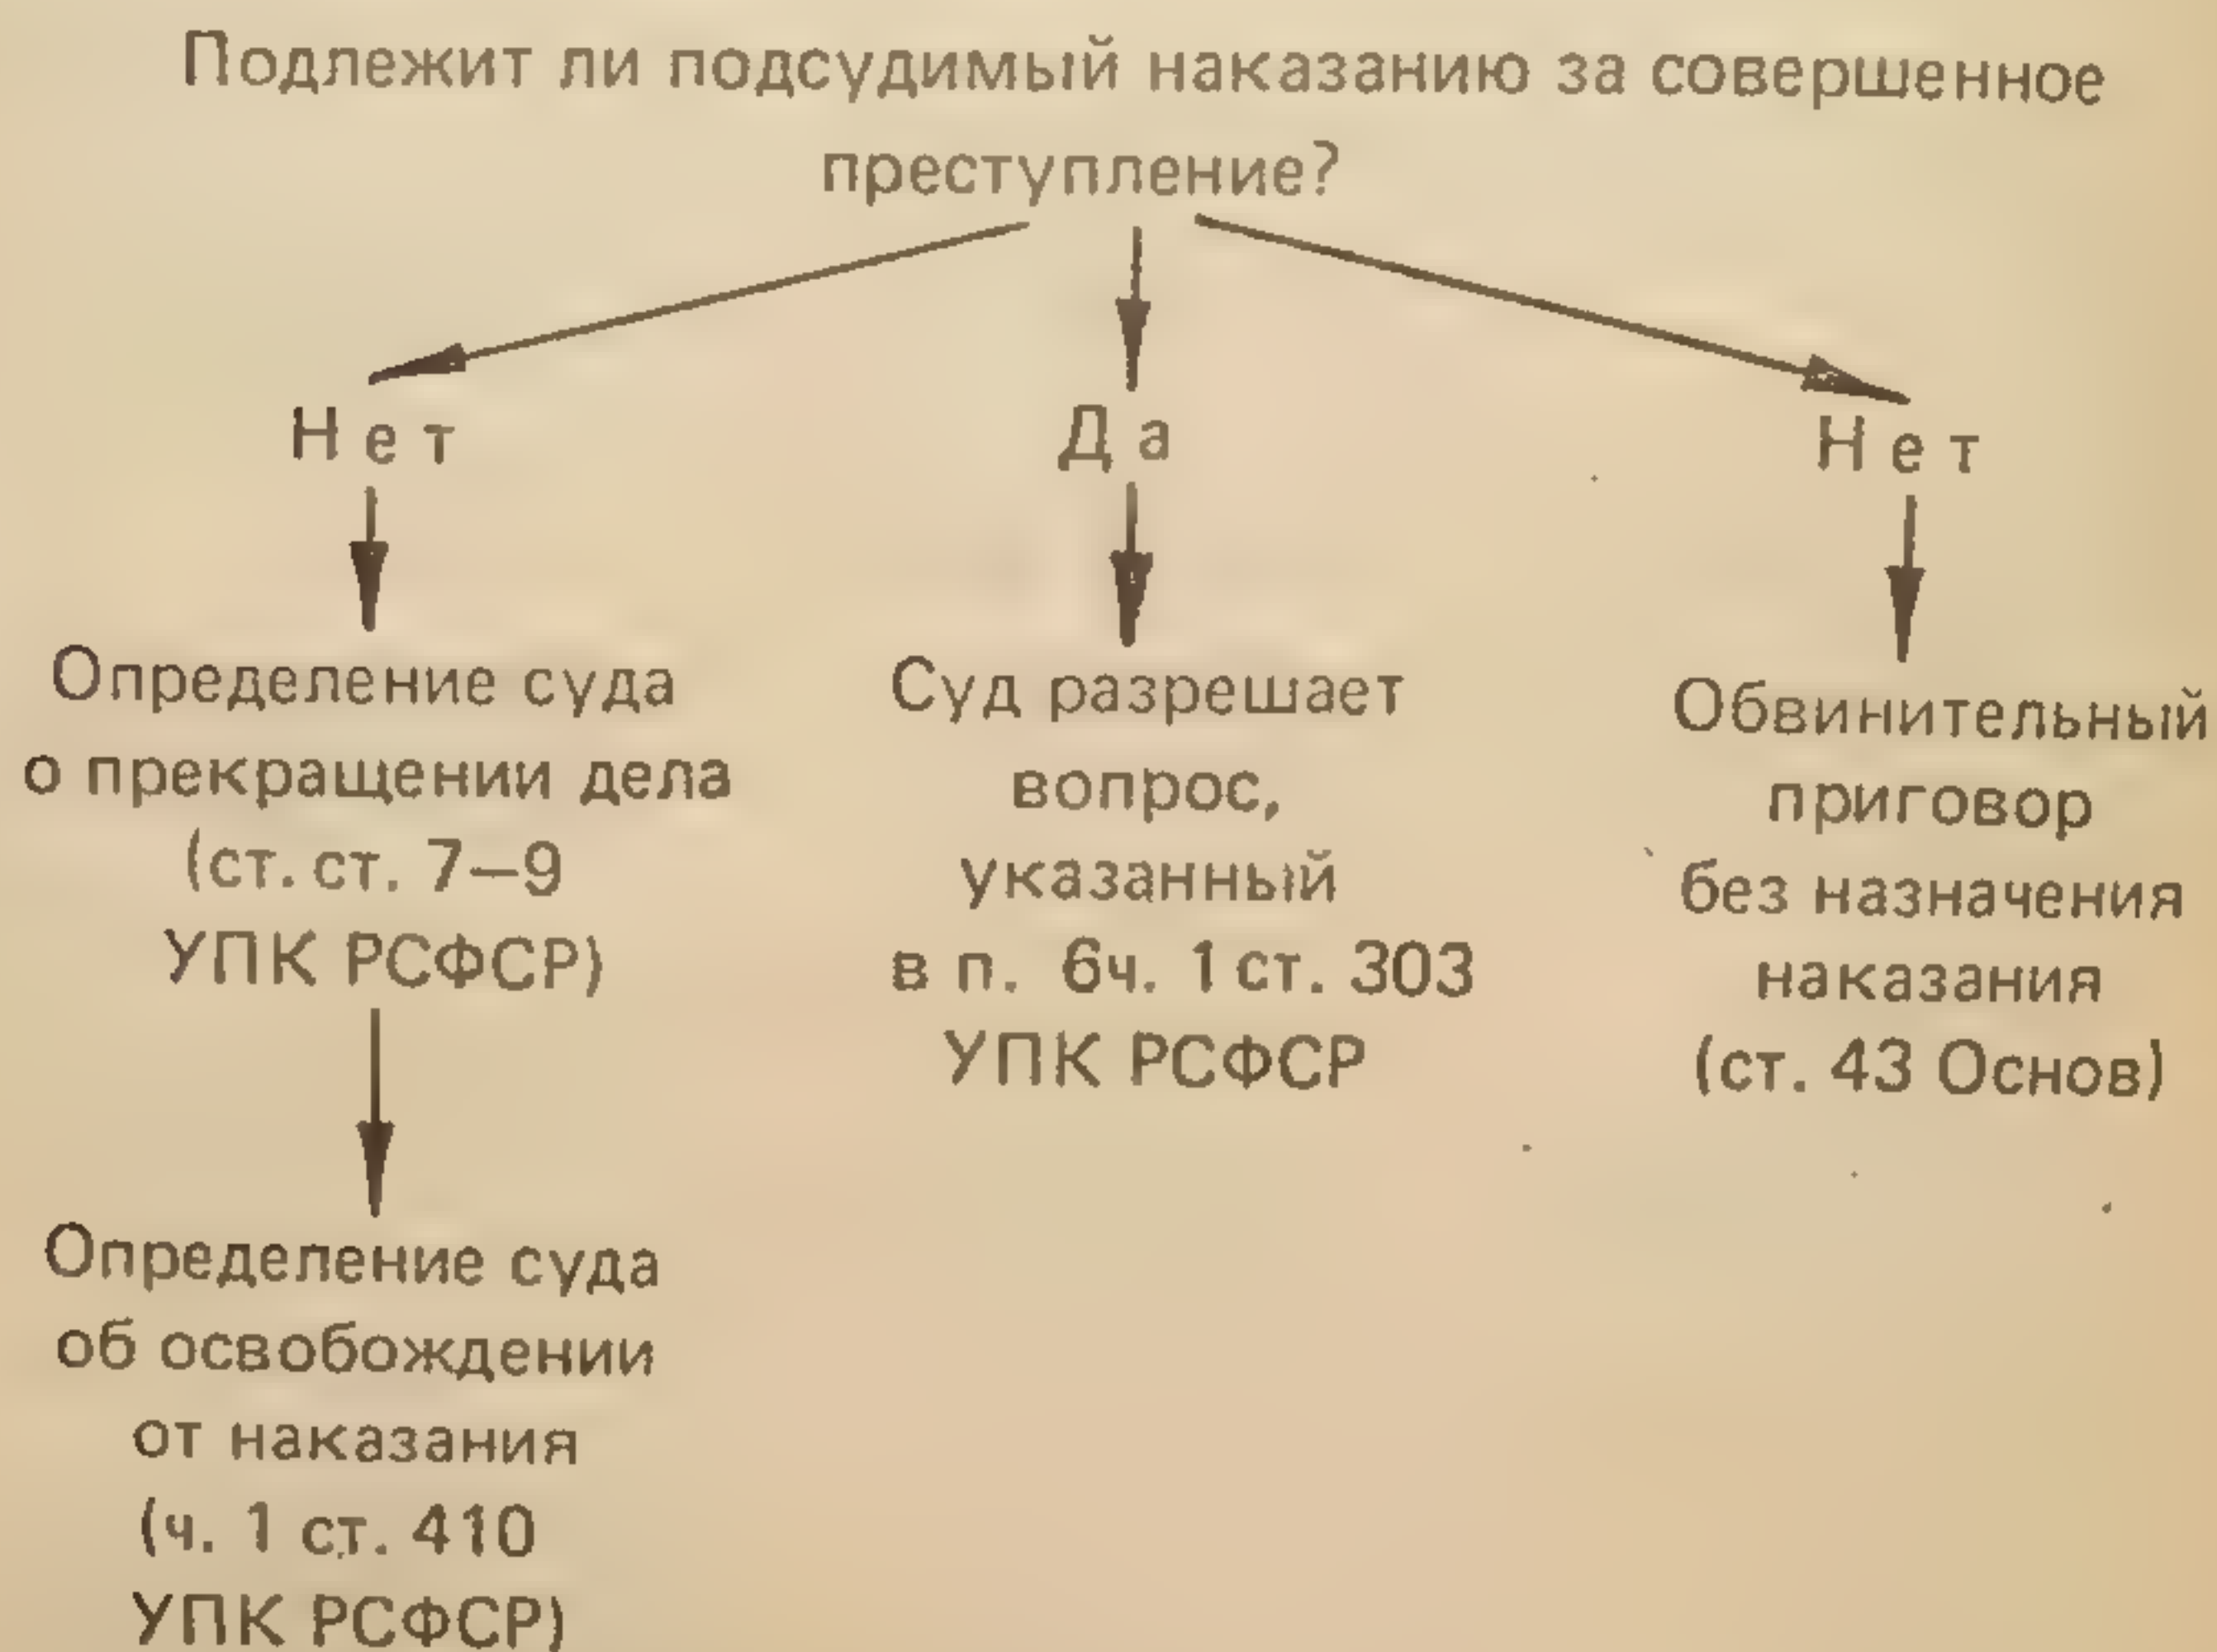 Подлежит ли подсудимый наказанию за совершенное
преступление?
Нет
Да
Нет
Определение суда
о прекращении дела
(ст. ст. 7—9
УПК РСФСР)
Суд разрешает
вопрос,
указанный
в п. 6ч. 1 ст. 303
УПК РСФСР
Обвинительный
приговор
без назначения
наказания
(ст. 43 Основ)
Определение суда
об освобождении
от наказания
(ч. 1 ст. 410
УПК РСФСР)